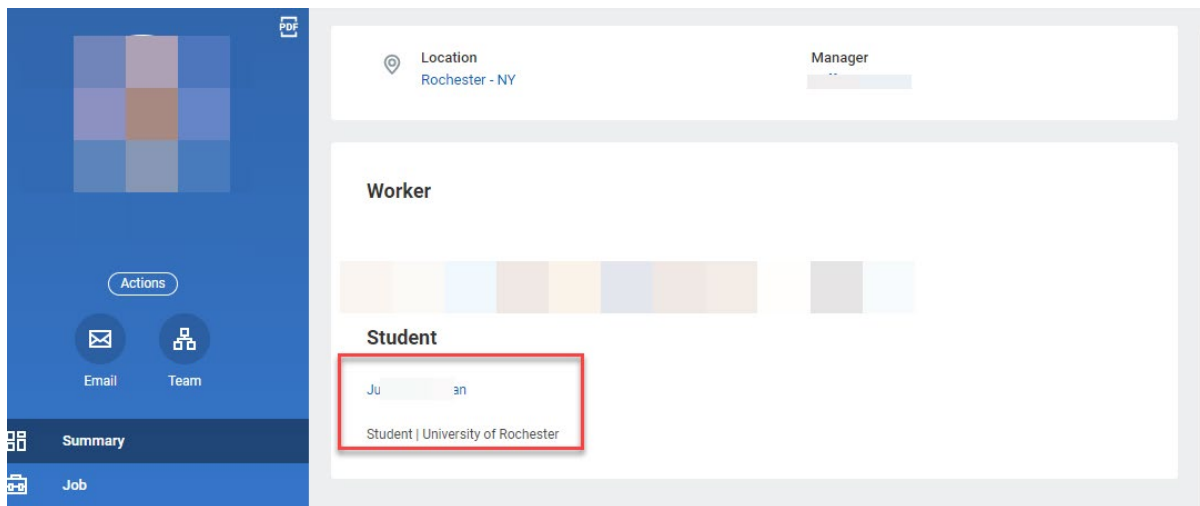 PDF
Actions
Email
Team
Summary
Job
Location
Rochester - NY
Manager
Worker
Student
Ju an
Student | University of Rochester